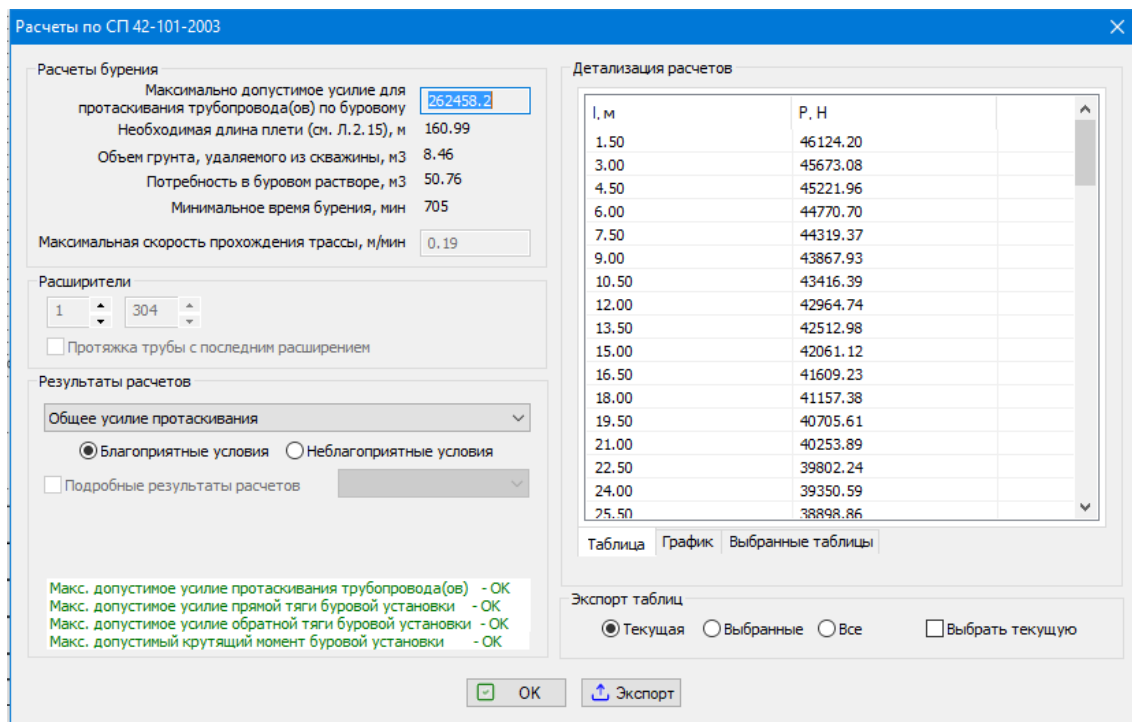 Расчеты по СП 42-101-2003
Расчеты бурения
Максимально допустимое усилие для
протаскивания трубопровода(ов) по буровому 262458.2
Необходимая длина плети (см. Л.2.15), м 160.99
Объем грунта, удаляемого из скважины, м3 8.46
Потребность в буровом растворе, м3 50.76
Минимальное время бурения, мин 705
Максимальная скорость прохождения трассы, м/мин 0.19
Расширители
1 304
Протяжка трубы с последним расширением
Результаты расчетов
Общее усилие протаскивания
Благоприятные условия Неблагоприятные условия
Подробные результаты расчетов
Макс. допустимое усилие протаскивания трубопровода(ов) - OK
Макс. допустимое усилие прямой тяги буровой установки - OK
Макс. допустимое усилие обратной тяги буровой установки - OK
Макс. допустимый крутящий момент буровой установки - OK
Детализация расчетов
l, м P, Н
1.50 46124.20
3.00 45673.08
4.50 45221.96
6.00 44770.70
7.50 44319.37
9.00 43867.93
10.50 43416.39
12.00 42964.74
13.50 42512.98
15.00 42061.12
16.50 41609.23
18.00 41157.38
19.50 40705.61
21.00 40253.89
22.50 39802.24
24.00 39350.59
25.50 38898.86
Таблица График Выбранные таблицы
Экспорт таблиц
Текущая Выбранные Все Выбрать текущую
OK Экспорт